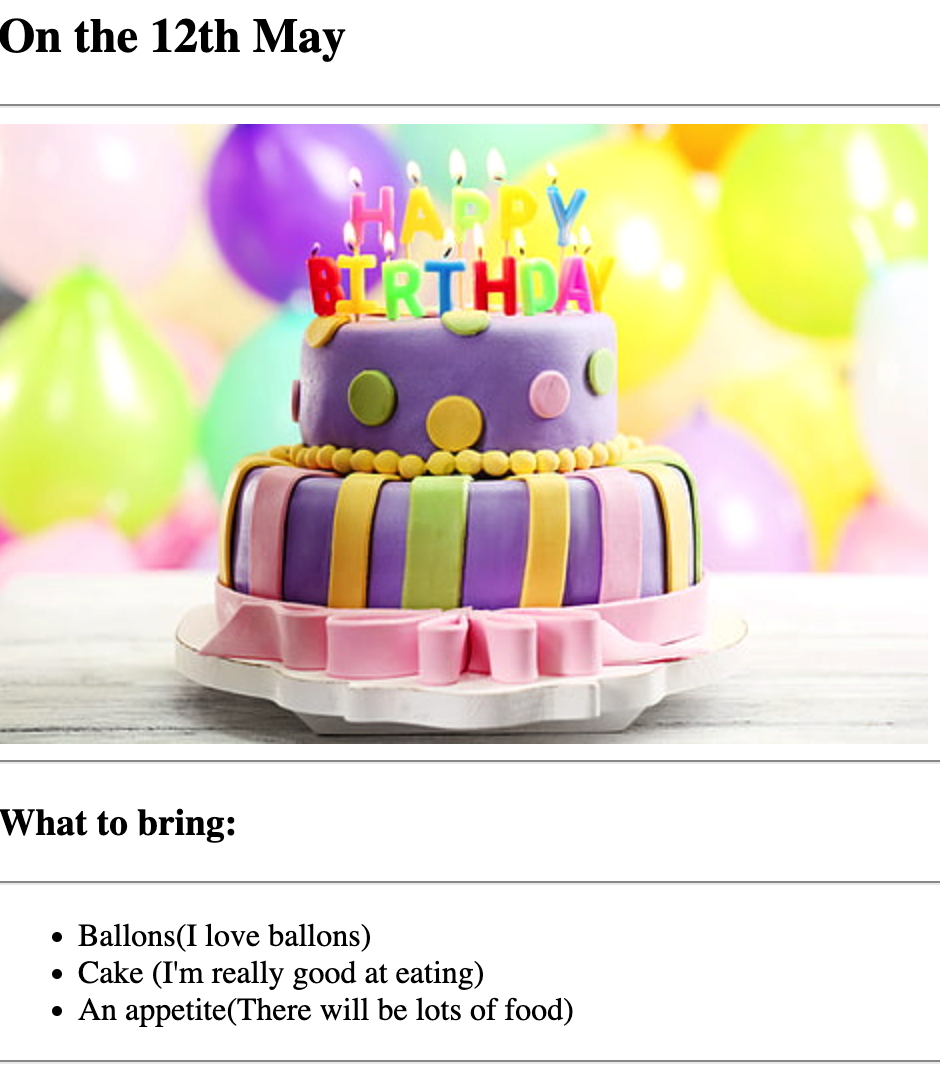 On the 12th May
HAPPY
BIRTHDAY
What to bring:
Ballons(I love ballons)
Cake (I'm really good at eating)
An appetite(There will be lots of food)